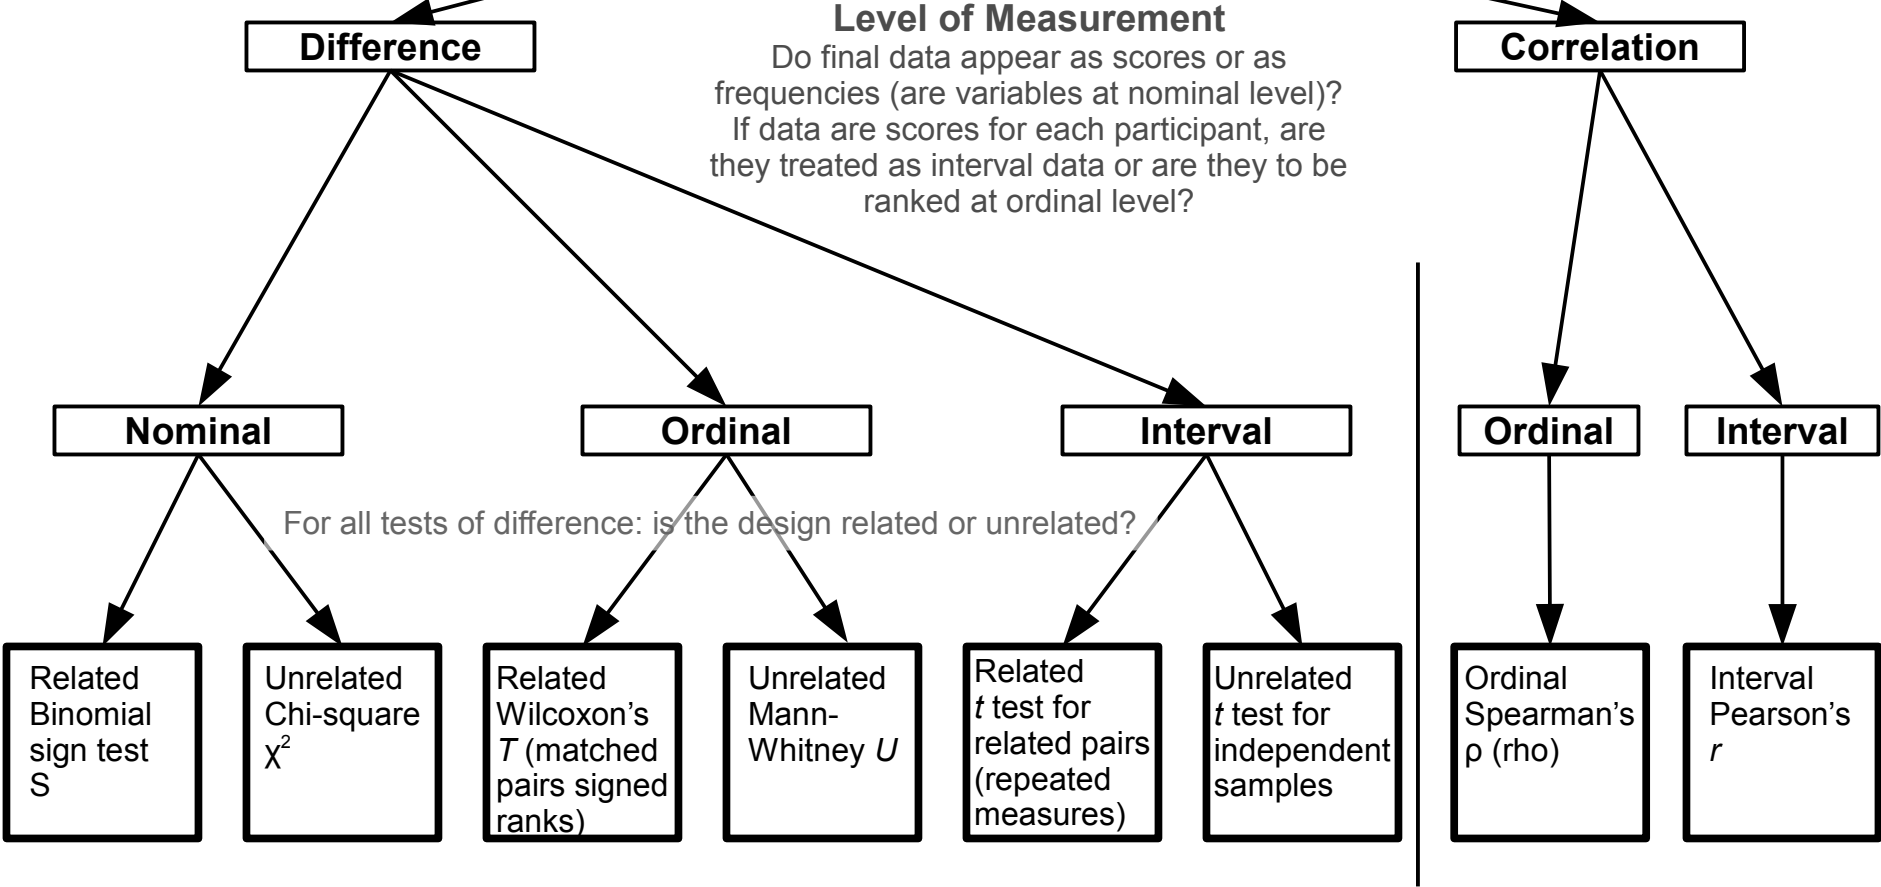 Level of Measurement
Difference
Correlation
Do final data appear as scores or as
frequencies (are variables at nominal level)?
If data are scores for each participant, are
they treated as interval data or are they to be
ranked at ordinal level?
Nominal
Ordinal
Interval
Ordinal
Interval
For all tests of difference: is the design related or unrelated?
Related
Binomial
sign test
S
Unrelated
Chi-square
χ²
Related
Wilcoxon’s
T (matched
pairs signed
ranks)
Unrelated
Mann-
Whitney U
Related
t test for
related pairs
(repeated
measures)
Unrelated
t test for
independent
samples
Ordinal
Spearman’s
ρ (rho)
Interval
Pearson’s
r